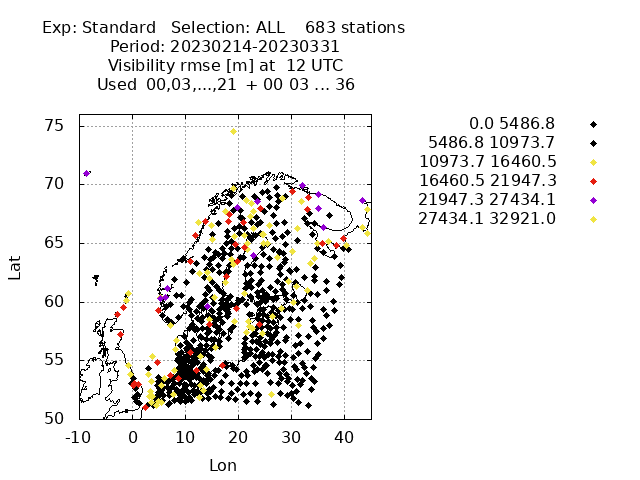 Exp: Standard   Selection: ALL    683 stations
Period: 20230214-20230331
Visibility rmse [m] at  12 UTC
Used  00,03,...,21  + 00 03 ... 36
0.0 5486.8
5486.8 10973.7
10973.7 16460.5
16460.5 21947.3
21947.3 27434.1
27434.1 32921.0
75
70
65
60
55
50
Lat
-10 0 10 20 30 40
Lon